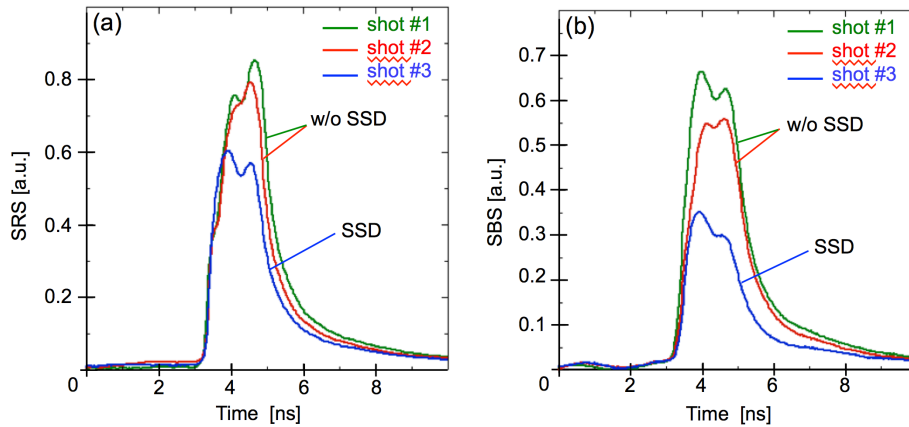 (a)
shot #1
shot #2
shot #3
w/o SSD
SSD
SRS [a.u.]
0.8
0.6
0.4
0.2
0
2
4
6
8
Time [ns]
(b)
shot #1
shot #2
shot #3
w/o SSD
SSD
SBS [a.u.]
0.7
0.6
0.5
0.4
0.3
0.2
0.1
0
0
2
4
6
8
Time [ns]